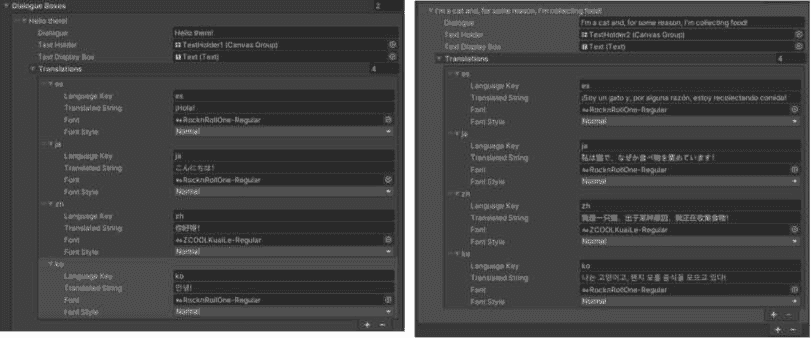 Dialogue Boxes 2
Hello there!
Dialogue Hello there!
Text Holder TextHolder1 (Canvas Group)
Text Display Box Text (Text)
Translations 4
es
Language Key es
Translated String ¡Hola!
Font RocknRollOne-Regular
Font Style Normal
ja
Language Key ja
Translated String こんにちは!
Font RocknRollOne-Regular
Font Style Normal
zh
Language Key zh
Translated String 你好呀!
Font ZCOOLKuaiLe-Regular
Font Style Normal
ko
Language Key ko
Translated String 안녕!
Font RocknRollOne-Regular
Font Style Normal
I'm a cat and, for some reason, I'm collecting food!
Dialogue I'm a cat and, for some reason, I'm collecting food!
Text Holder TextHolder2 (Canvas Group)
Text Display Box Text (Text)
Translations 4
es
Language Key es
Translated String ¡Soy un gato y, por alguna razón, estoy recolectando comida!
Font RocknRollOne-Regular
Font Style Normal
ja
Language Key ja
Translated String 私は猫で、なぜか食べ物を集めています!
Font RocknRollOne-Regular
Font Style Normal
zh
Language Key zh
Translated String 我是一只猫，出于某种原因，我正在收集食物!
Font ZCOOLKuaiLe-Regular
Font Style Normal
ko
Language Key ko
Translated String 나는 고양이고, 왠지 모를 음식을 모으고 있다!
Font RocknRollOne-Regular
Font Style Normal